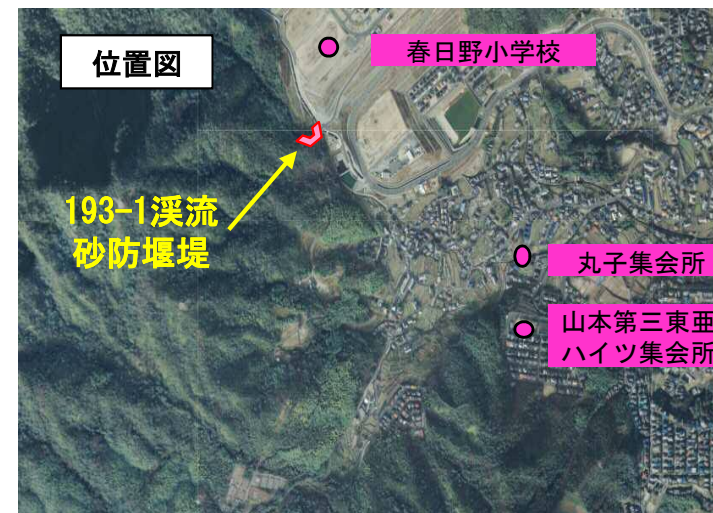 位置図
春日野小学校
193-1渓流
砂防堰堤
丸子集会所
山本第三東亜
ハイツ集会所